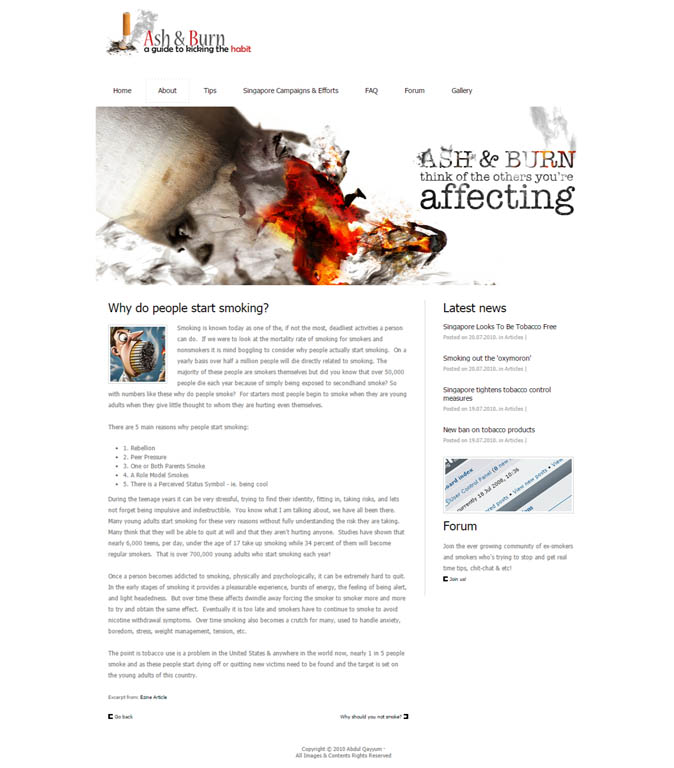 Ash & Burn
a guide to kicking the habit
Home About Tips Singapore Campaigns & Efforts FAQ Forum Gallery
ASH & BURN
think of the others you're
affecting
Why do people start smoking?
Smoking is known today as one of the, if not the most, deadliest activities a person
can do. If we were to look at the mortality rate of smoking for smokers and
nonsmokers it is mind boggling to consider why people actually start smoking. On a
yearly basis over half a million people will die directly related to smoking. The
majority of these people are smokers themselves but did you know that over 50,000
people die each year because of simply being exposed to secondhand smoke? So
with numbers like these why do people smoke? For starters most people begin to smoke when they are young
adults when they give little thought to whom they are hurting even themselves.
There are 5 main reasons why people start smoking:
1. Rebellion
2. Peer Pressure
3. One or Both Parents Smoke
4. A Role Model Smokes
5. There is a Perceived Status Symbol - ie. being cool
During the teenage years it can be very stressful, trying to find their identity, fitting in, taking risks, and lets
not forget being impulsive and indestructible. You know what I am talking about, we have all been there.
Many young adults start smoking for these very reasons without fully understanding the risk they are taking.
Many think that they will be able to quit at will and that they aren't hurting anyone. Studies have shown that
nearly 6,000 teens, per day, under the age of 17 take up smoking while 34 percent of them will become
regular smokers. That is over 700,000 young adults who start smoking each year!
Once a person becomes addicted to smoking, physically and psychologically, it can be extremely hard to quit.
In the early stages of smoking it provides a pleasurable experience, bursts of energy, the feeling of being alert,
and light headedness. But over time these affects dwindle away forcing the smoker to smoker more and more
to try and obtain the same effect. Eventually it is too late and smokers have to continue to smoke to avoid
nicotine withdrawal symptoms. Over time smoking also becomes a crutch for many, used to handle anxiety,
boredom, stress, weight management, tension, etc.
The point is tobacco use is a problem in the United States & anywhere in the world now, nearly 1 in 5 people
smoke and as these people start dying off or quitting new victims need to be found and the target is set on
the young adults of this country.
Excerpt from: Ezine Article
Go back
Why should you not smoke?
Latest news
Singapore Looks To Be Tobacco Free
Posted on 20.07.2010. in Articles |
Smoking out the 'oxymoron'
Posted on 20.07.2010. in Articles |
Singapore tightens tobacco control
measures
Posted on 19.07.2010. in Articles |
New ban on tobacco products
Posted on 19.07.2010. in Articles |
board index
User Control Panel (0 new
currently 18 Jul 2008, 10:36
posts • View new posts • View
Forum
Join the ever growing community of ex-smokers
and smokers who's trying to stop and get real
time tips, chit-chat & etc!
Join us!
Copyright © 2010 Abdul Qayyum ·
All Images & Contents Rights Reserved